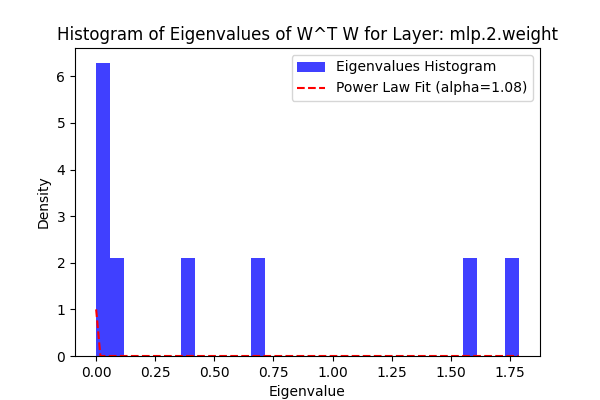 Histogram of Eigenvalues of W^T W for Layer: mlp.2.weight
Eigenvalues Histogram
Power Law Fit (alpha=1.08)
Density
6
5
4
3
2
1
0
0.00 0.25 0.50 0.75 1.00 1.25 1.50 1.75
Eigenvalue